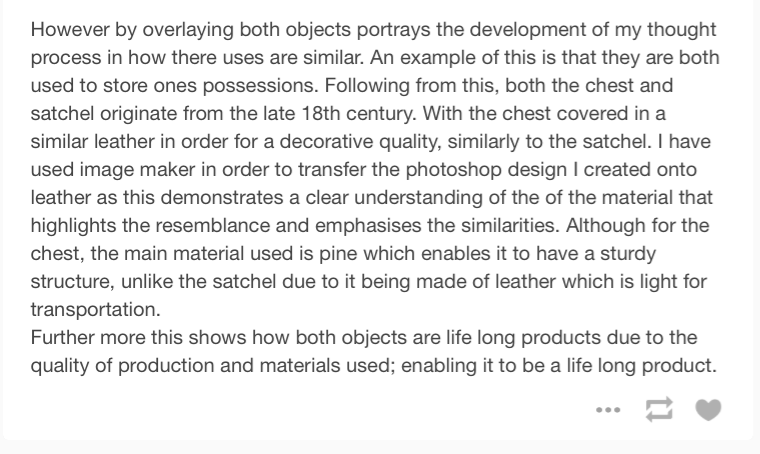 However by overlaying both objects portrays the development of my thought
process in how there uses are similar. An example of this is that they are both
used to store ones possessions. Following from this, both the chest and
satchel originate from the late 18th century. With the chest covered in a
similar leather in order for a decorative quality, similarly to the satchel. I have
used image maker in order to transfer the photoshop design I created onto
leather as this demonstrates a clear understanding of the of the material that
highlights the resemblance and emphasises the similarities. Although for the
chest, the main material used is pine which enables it to have a sturdy
structure, unlike the satchel due to it being made of leather which is light for
transportation.
Further more this shows how both objects are life long products due to the
quality of production and materials used; enabling it to be a life long product.